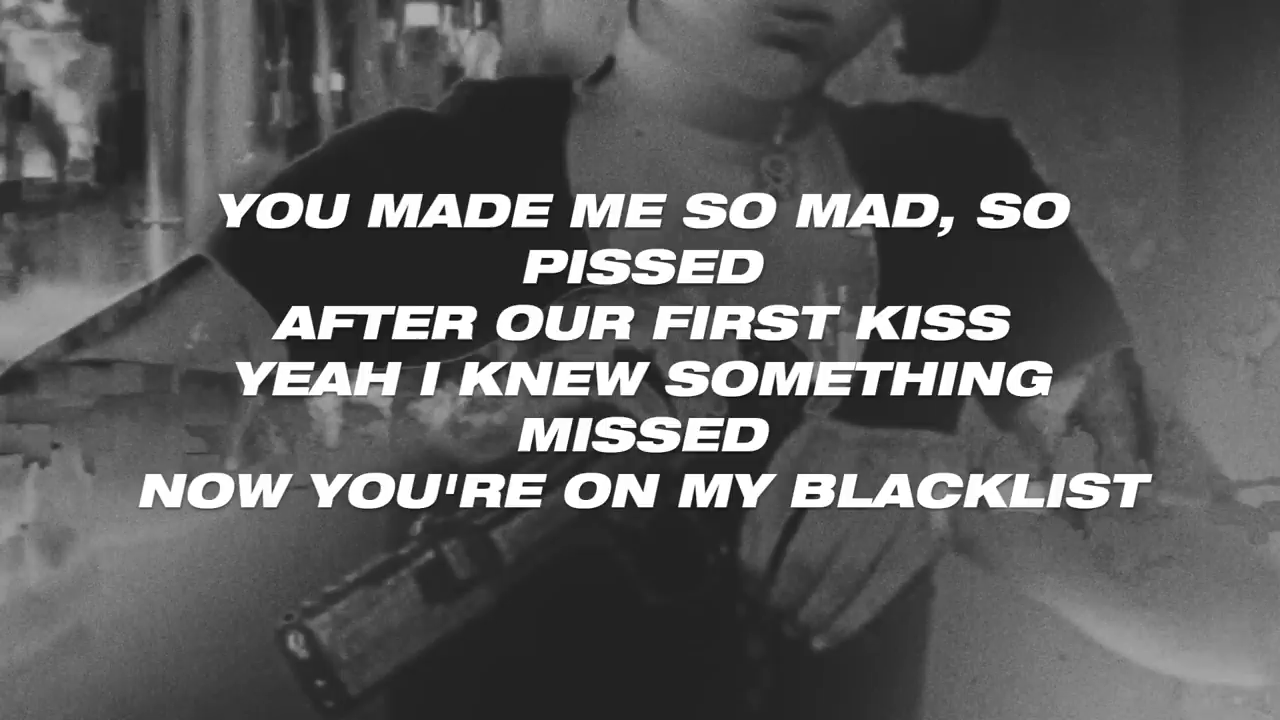 YOU MADE ME SO MAD, SO
PISSED
AFTER OUR FIRST KISS
YEAH I KNEW SOMETHING
MISSED
NOW YOU'RE ON MY BLACKLIST